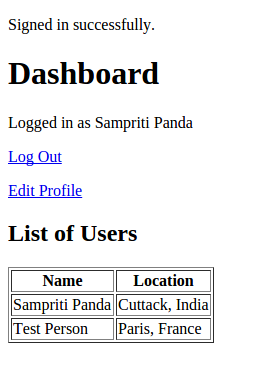 Signed in successfully.
Dashboard
Logged in as Sampriti Panda
Log Out
Edit Profile
List of Users
Name Location
Sampriti Panda Cuttack, India
Test Person Paris, France